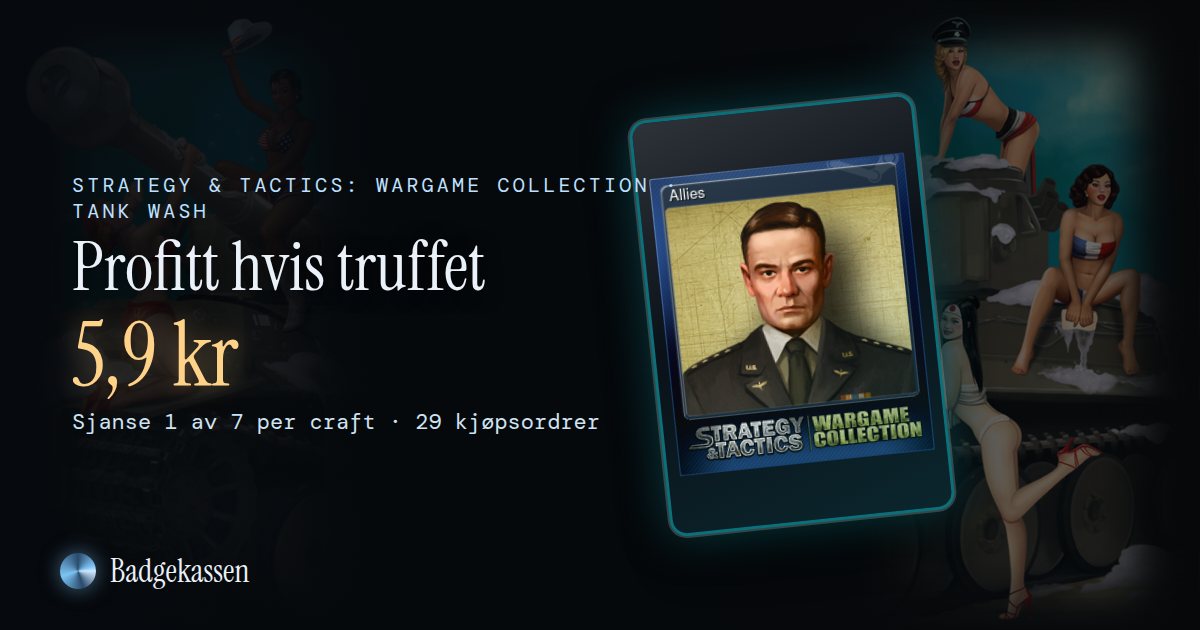 STRATEGY & TACTICS: WARGAME COLLECTION
TANK WASH
Profitt hvis truffet
5,9 kr
Sjanse 1 av 7 per craft · 29 kjøpsordrer
Badgekassen
Allies
U.S.
U.S.
STRATEGY
&TACTICS
WARGAME
COLLECTION